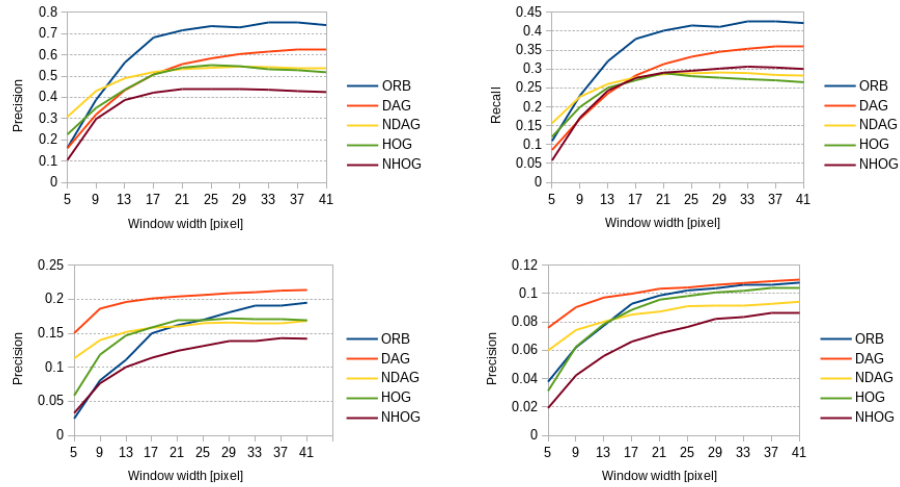 0.8
0.7
0.6
0.5
0.4
0.3
0.2
0.1
0
Precision
5 9 13 17 21 25 29 33 37 41
Window width [pixel]
ORB
DAG
NDAG
HOG
NHOG
0.45
0.4
0.35
0.3
0.25
0.2
0.15
0.1
0.05
0
Recall
5 9 13 17 21 25 29 33 37 41
Window width [pixel]
ORB
DAG
NDAG
HOG
NHOG
0.25
0.2
0.15
0.1
0.05
0
Precision
5 9 13 17 21 25 29 33 37 41
Window width [pixel]
ORB
DAG
NDAG
HOG
NHOG
0.12
0.1
0.08
0.06
0.04
0.02
0
Precision
5 9 13 17 21 25 29 33 37 41
Window width [pixel]
ORB
DAG
NDAG
HOG
NHOG